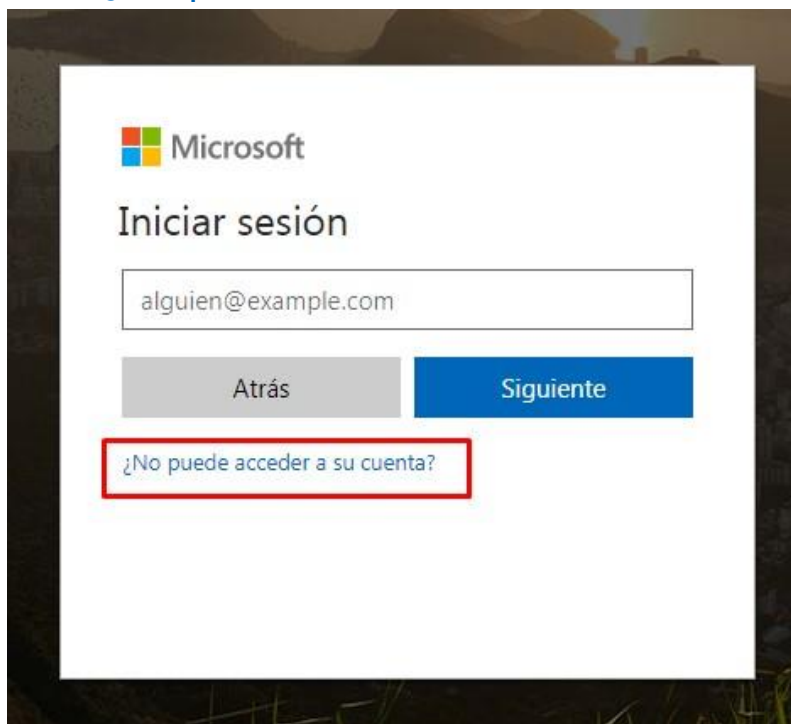 Microsoft
Iniciar sesión
alguien@example.com
Atrás
Siguiente
¿No puede acceder a su cuenta?